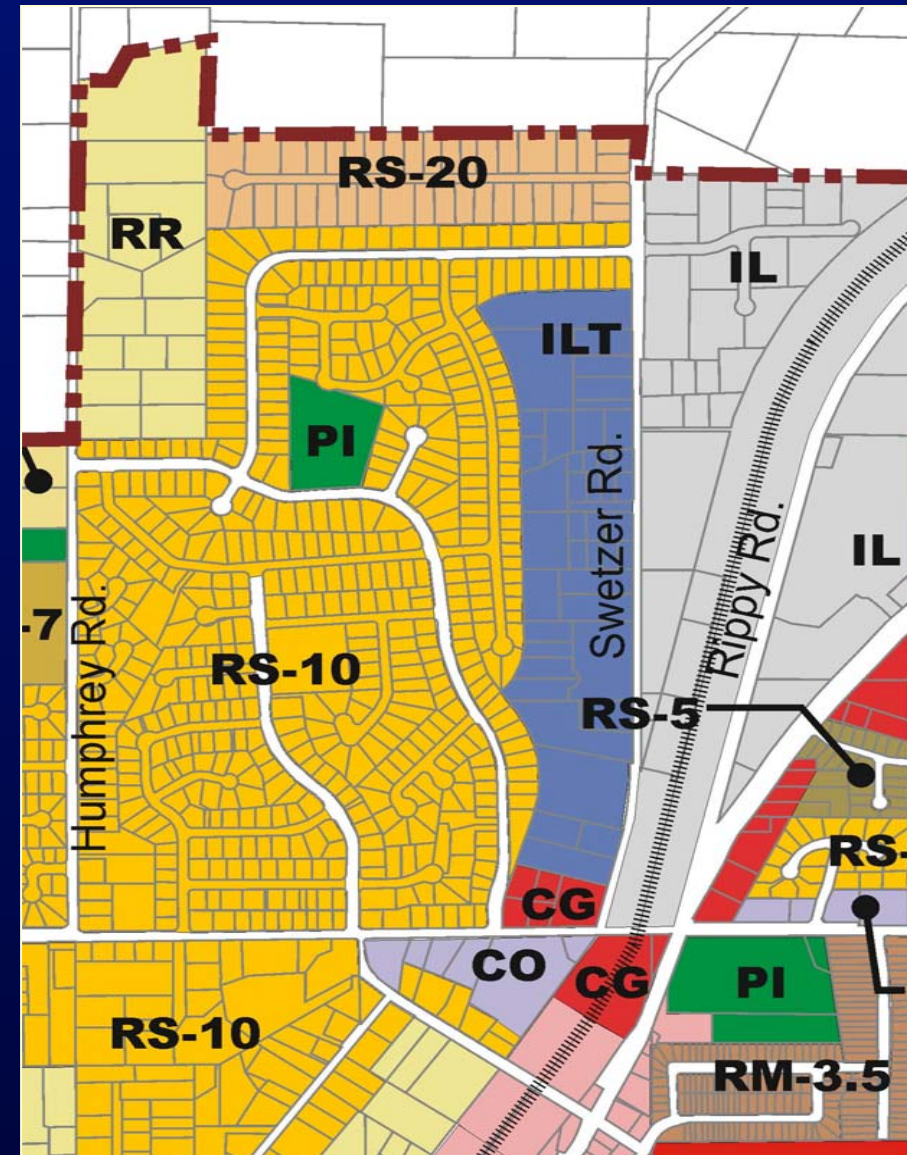 RS-20
RR
IL
ILT
PI
Swetzer Rd.
Rippy Rd.
IL
-7
Humphrey Rd.
RS-10
RS-5
RS-
CG
CO
CG
PI
RS-10
RM-3.5